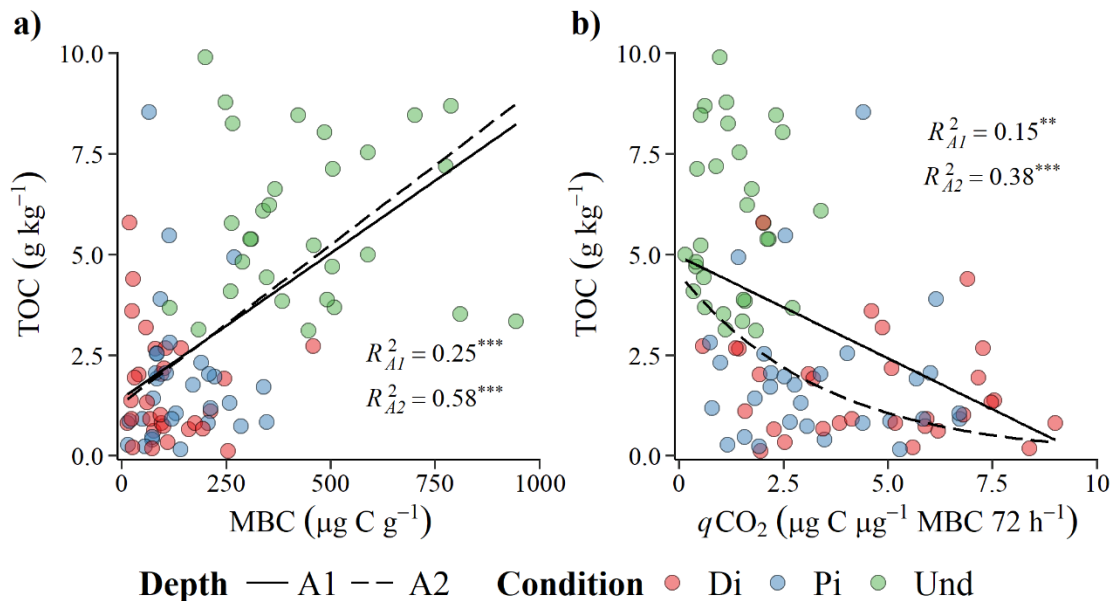 a)
10.0
7.5
5.0
2.5
0.0
TOC (g kg⁻¹)
R²A1 = 0.25***
R²A2 = 0.58***
0 250 500 750 1000
MBC (μg C g⁻¹)
b)
10.0
7.5
5.0
2.5
0.0
TOC (g kg⁻¹)
R²A1 = 0.15**
R²A2 = 0.38***
0 2.5 5.0 7.5 10
qCO₂ (μg C μg⁻¹ MBC 72 h⁻¹)
Depth A1 A2 Condition Di Pi Und